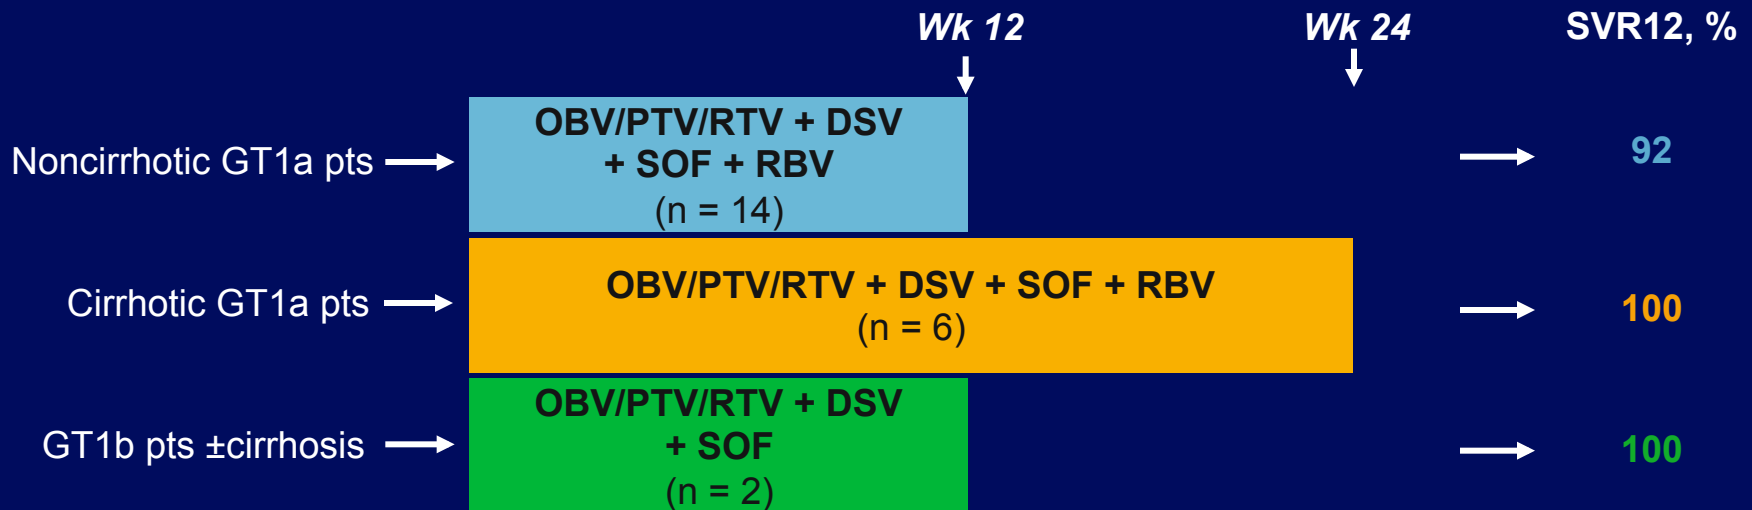 Wk 12
Wk 24
SVR12, %
Noncirrhotic GT1a pts
OBV/PTV/RTV + DSV
+ SOF + RBV
(n = 14)
92
Cirrhotic GT1a pts
OBV/PTV/RTV + DSV + SOF + RBV
(n = 6)
100
GT1b pts ±cirrhosis
OBV/PTV/RTV + DSV
+ SOF
(n = 2)
100